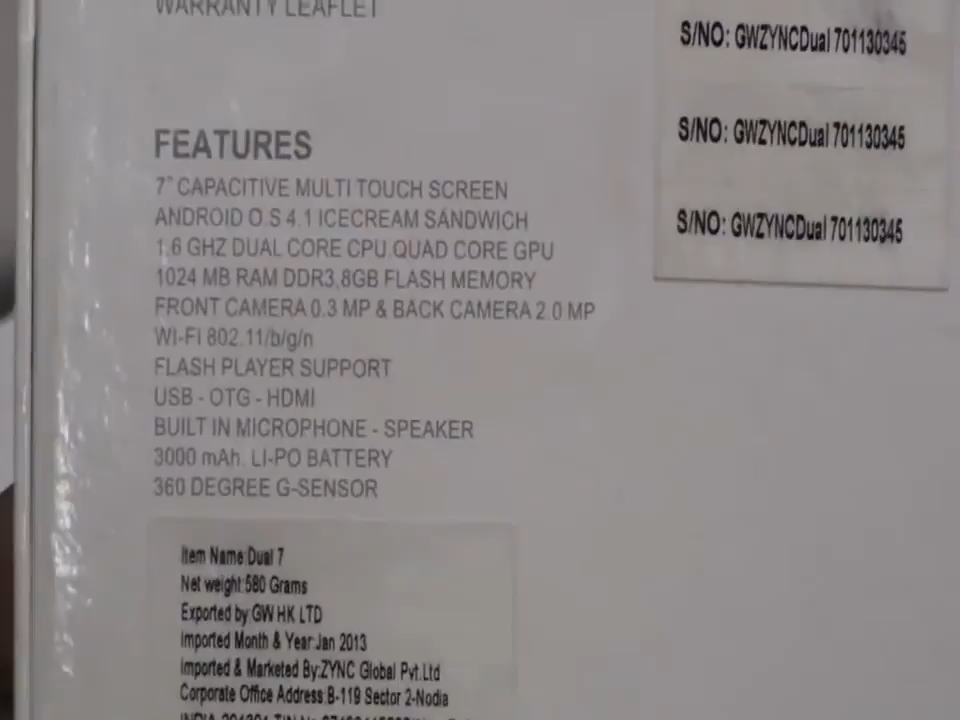 WARRANTY LEAFLET
S/NO: GWZYNCDual 701130345
S/NO: GWZYNCDual 701130345
S/NO: GWZYNCDual 701130345
FEATURES
7" CAPACITIVE MULTI TOUCH SCREEN
ANDROID O.S 4.1 ICECREAM SANDWICH
1.6 GHZ DUAL CORE CPU,QUAD CORE GPU
1024 MB RAM DDR3,8GB FLASH MEMORY
FRONT CAMERA 0.3 MP & BACK CAMERA 2.0 MP
WI-FI 802.11/b/g/n
FLASH PLAYER SUPPORT
USB - OTG - HDMI
BUILT IN MICROPHONE - SPEAKER
3000 mAh. LI-PO BATTERY
360 DEGREE G-SENSOR
Item Name:Dual 7
Net weight:580 Grams
Exported by:GW HK LTD
Imported Month & Year:Jan 2013
Imported & Marketed By:ZYNC Global Pvt.Ltd
Corporate Office Address:B-119 Sector 2-Nodia